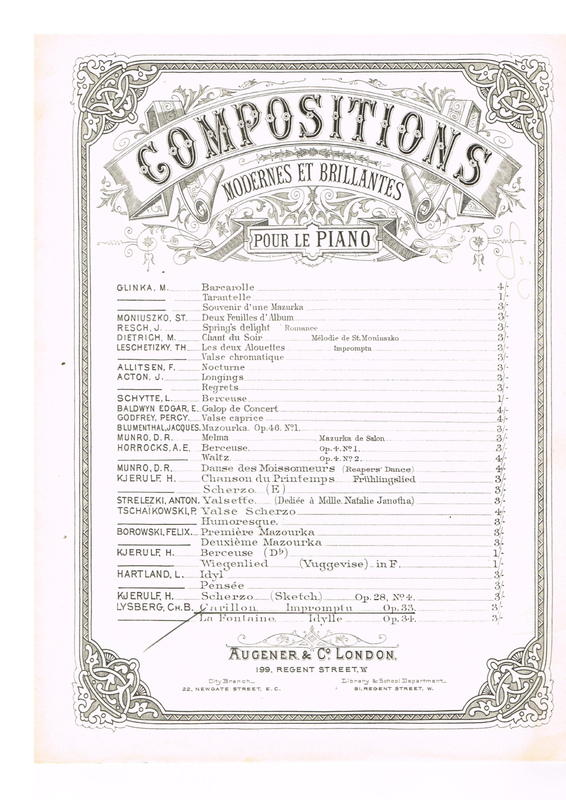 COMPOSITIONS
MODERNES ET BRILLANTES
POUR LE PIANO
GLINKA, M. Barcarolle 4/-
Tarantelle 1/-
Souvenir d'une Mazurka 3/-
MONIUSZKO, ST. Deux Feuilles d'Album 3/-
RESCH, J. Spring's delight Romance 3/-
DIETRICH, M. Chant du Soir Mélodie de St. Moniuszko 3/-
LESCHETIZKY, TH. Les deux Alouettes Impromptu 3/-
Valse chromatique 3/-
ALLITSEN, F. Nocturne 3/-
ACTON, J. Longings 3/-
Regrets 3/-
SCHYTTE, L. Berceuse 1/-
BALDWYN EDGAR, E. Galop de Concert 4/-
GODFREY, PERCY. Valse caprice 4/-
BLUMENTHAL, JACQUES. Mazourka. Op. 46. No. 1. 3/-
MUNRO, D. R. Melma Mazurka de Salon 3/-
HORROCKS, A. E. Berceuse. Op. 4. No. 1. 3/-
Waltz. Op. 4. No. 2. 4/-
MUNRO, D. R, Danse des Moissonneurs (Reapers' Dance) 4/-
KJERULF, H. Chanson du Printemps Frühlingslied 3/-
Scherzo (E) 3/-
STRELEZKI, ANTON. Valsette. (Dediée à Mdlle. Natalie Janotha) 3/-
TSCHAÏKOWSKI, P. Valse Scherzo 4/-
Humoresque. 3/-
BOROWSKI, FELIX. Première Mazourka 3/-
Deuxième Mazourka 3/-
KJERULF, H. Berceuse (D♭) 1/-
Wiegenlied (Vuggevise) in F. 1/-
HARTLAND, L. Idyl 3/-
Pensée 3/-
KJERULF, H. Scherzo (Sketch) Op. 28, No. 4. 3/-
LYSBERG, CH. B. Carillon. Impromptu Op. 33. 3/-
La Fontaine. Idylle Op. 34. 3/-
AUGENER & Co. LONDON,
199, REGENT STREET, W
City Branch Library & School Department
22, NEWGATE STREET, E. C. 81, REGENT STREET, W.